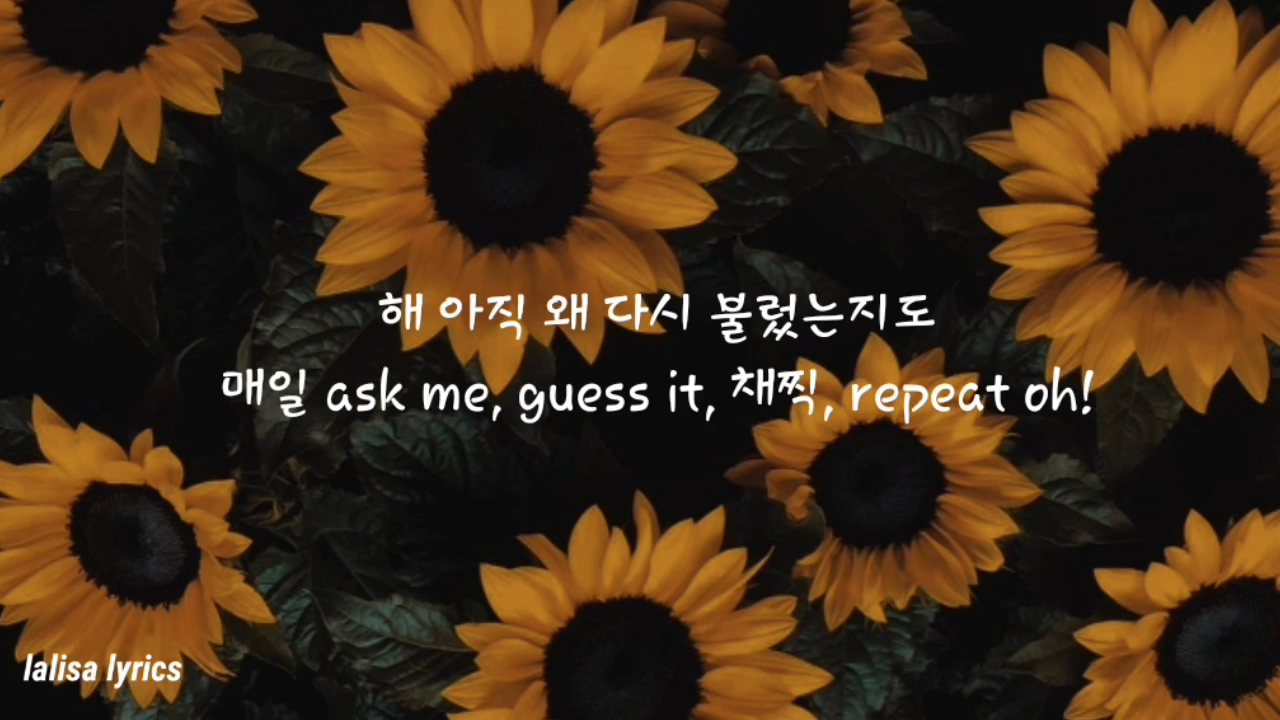 해 아직 왜 다시 불렀는지도
매일 ask me, guess it, 채찍, repeat oh!
lalisa lyrics